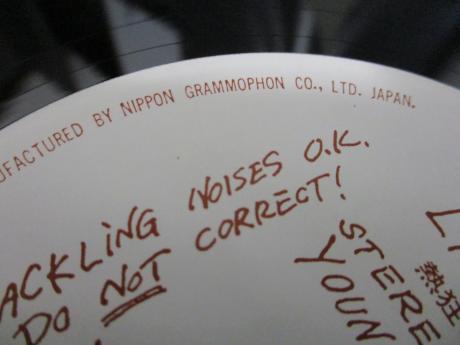 UFACTURED BY NIPPON GRAMMOPHON CO., LTD. JAPAN.
ACKLING NOISES O.K.
DO NOT CORRECT!
STERE
YOUN
熱狂